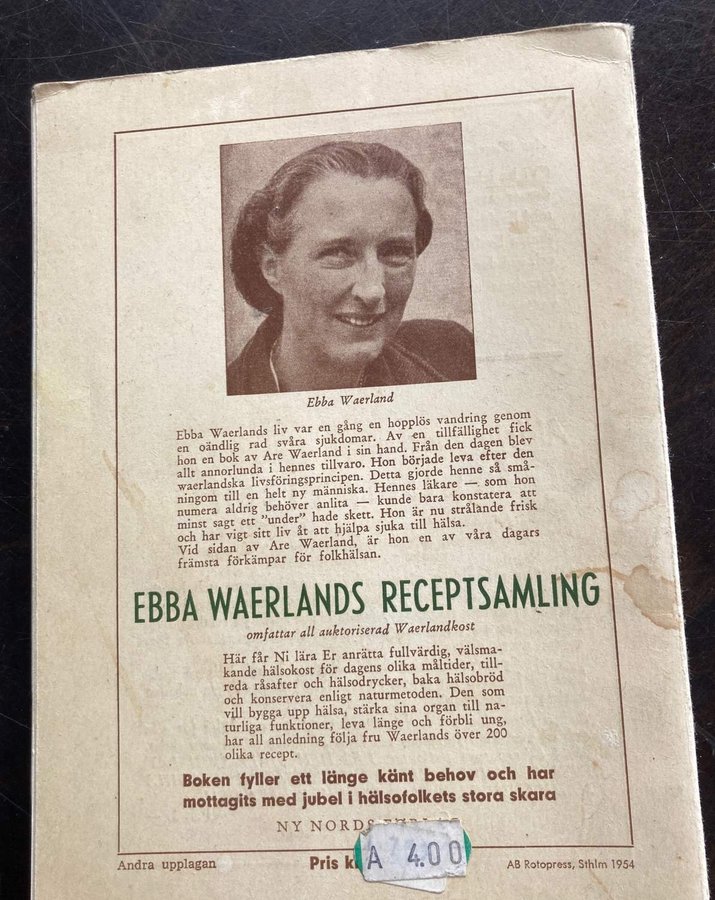 Ebba Waerland
Ebba Waerlands liv var en gång en hopplös vandring genom
en oändlig rad svåra sjukdomar. Av en tillfällighet fick
hon en bok av Are Waerland i sin hand. Från den dagen blev
allt annorlunda i hennes tillvaro. Hon började leva efter den
waerlandska livsföringsprincipen. Detta gjorde henne så små-
ningom till en helt ny människa. Hennes läkare — som hon
numera aldrig behöver anlita — kunde bara konstatera att
minst sagt ett "under" hade skett. Hon är nu strålande frisk
och har vigt sitt liv åt att hjälpa sjuka till hälsa.
Vid sidan av Are Waerland, är hon en av våra dagars
främsta förkämpar för folkhälsan.
EBBA WAERLANDS RECEPTSAMLING
omfattar all auktoriserad Waerlandkost
Här får Ni lära Er anrätta fullvärdig, välsma-
kande hälsokost för dagens olika måltider, till-
reda råsafter och hälsodrycker, baka hälsobröd
och konservera enligt naturmetoden. Den som
vill bygga upp hälsa, stärka sina organ till na-
turliga funktioner, leva länge och förbli ung,
har all anledning följa fru Waerlands över 200
olika recept.
Boken fyller ett länge känt behov och har
mottagits med jubel i hälsofolkets stora skara
NY NORDS
Andra upplagan
Pris k
A 4.00
AB Rotopress, Sthlm 1954